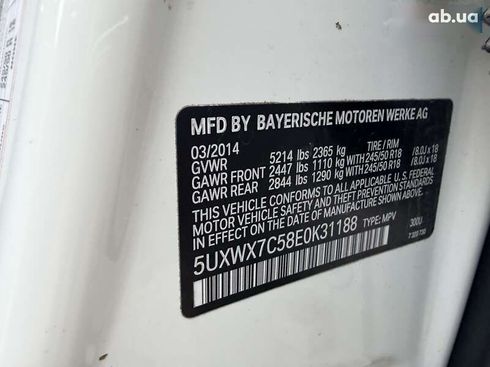 ab.ua
MFD BY BAYERISCHE MOTOREN WERKE AG
03/2014 TIRE / RIM
GVWR 5214 lbs 2365 kg
GAWR FRONT 2447 lbs 1110 kg WITH 245/50 R18 /8.0J x 18
GAWR REAR 2844 lbs 1290 kg WITH 245/50 R18 /8.0J x 18
THIS VEHICLE CONFORMS TO ALL APPLICABLE
FEDERAL MOTOR VEHICLE SAFETY, BUMPER,
AND THEFT PREVENTION STANDARDS IN EFFECT
ON THE DATE OF MANUFACTURE SHOWN ABOVE.
5UXWX7C58E0K31188 TYPE: MPV 300U